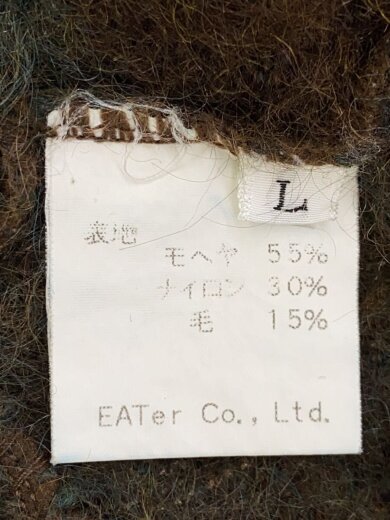 L
表地
モヘヤ 55%
ナイロン 30%
毛 15%
EATer Co., Ltd.